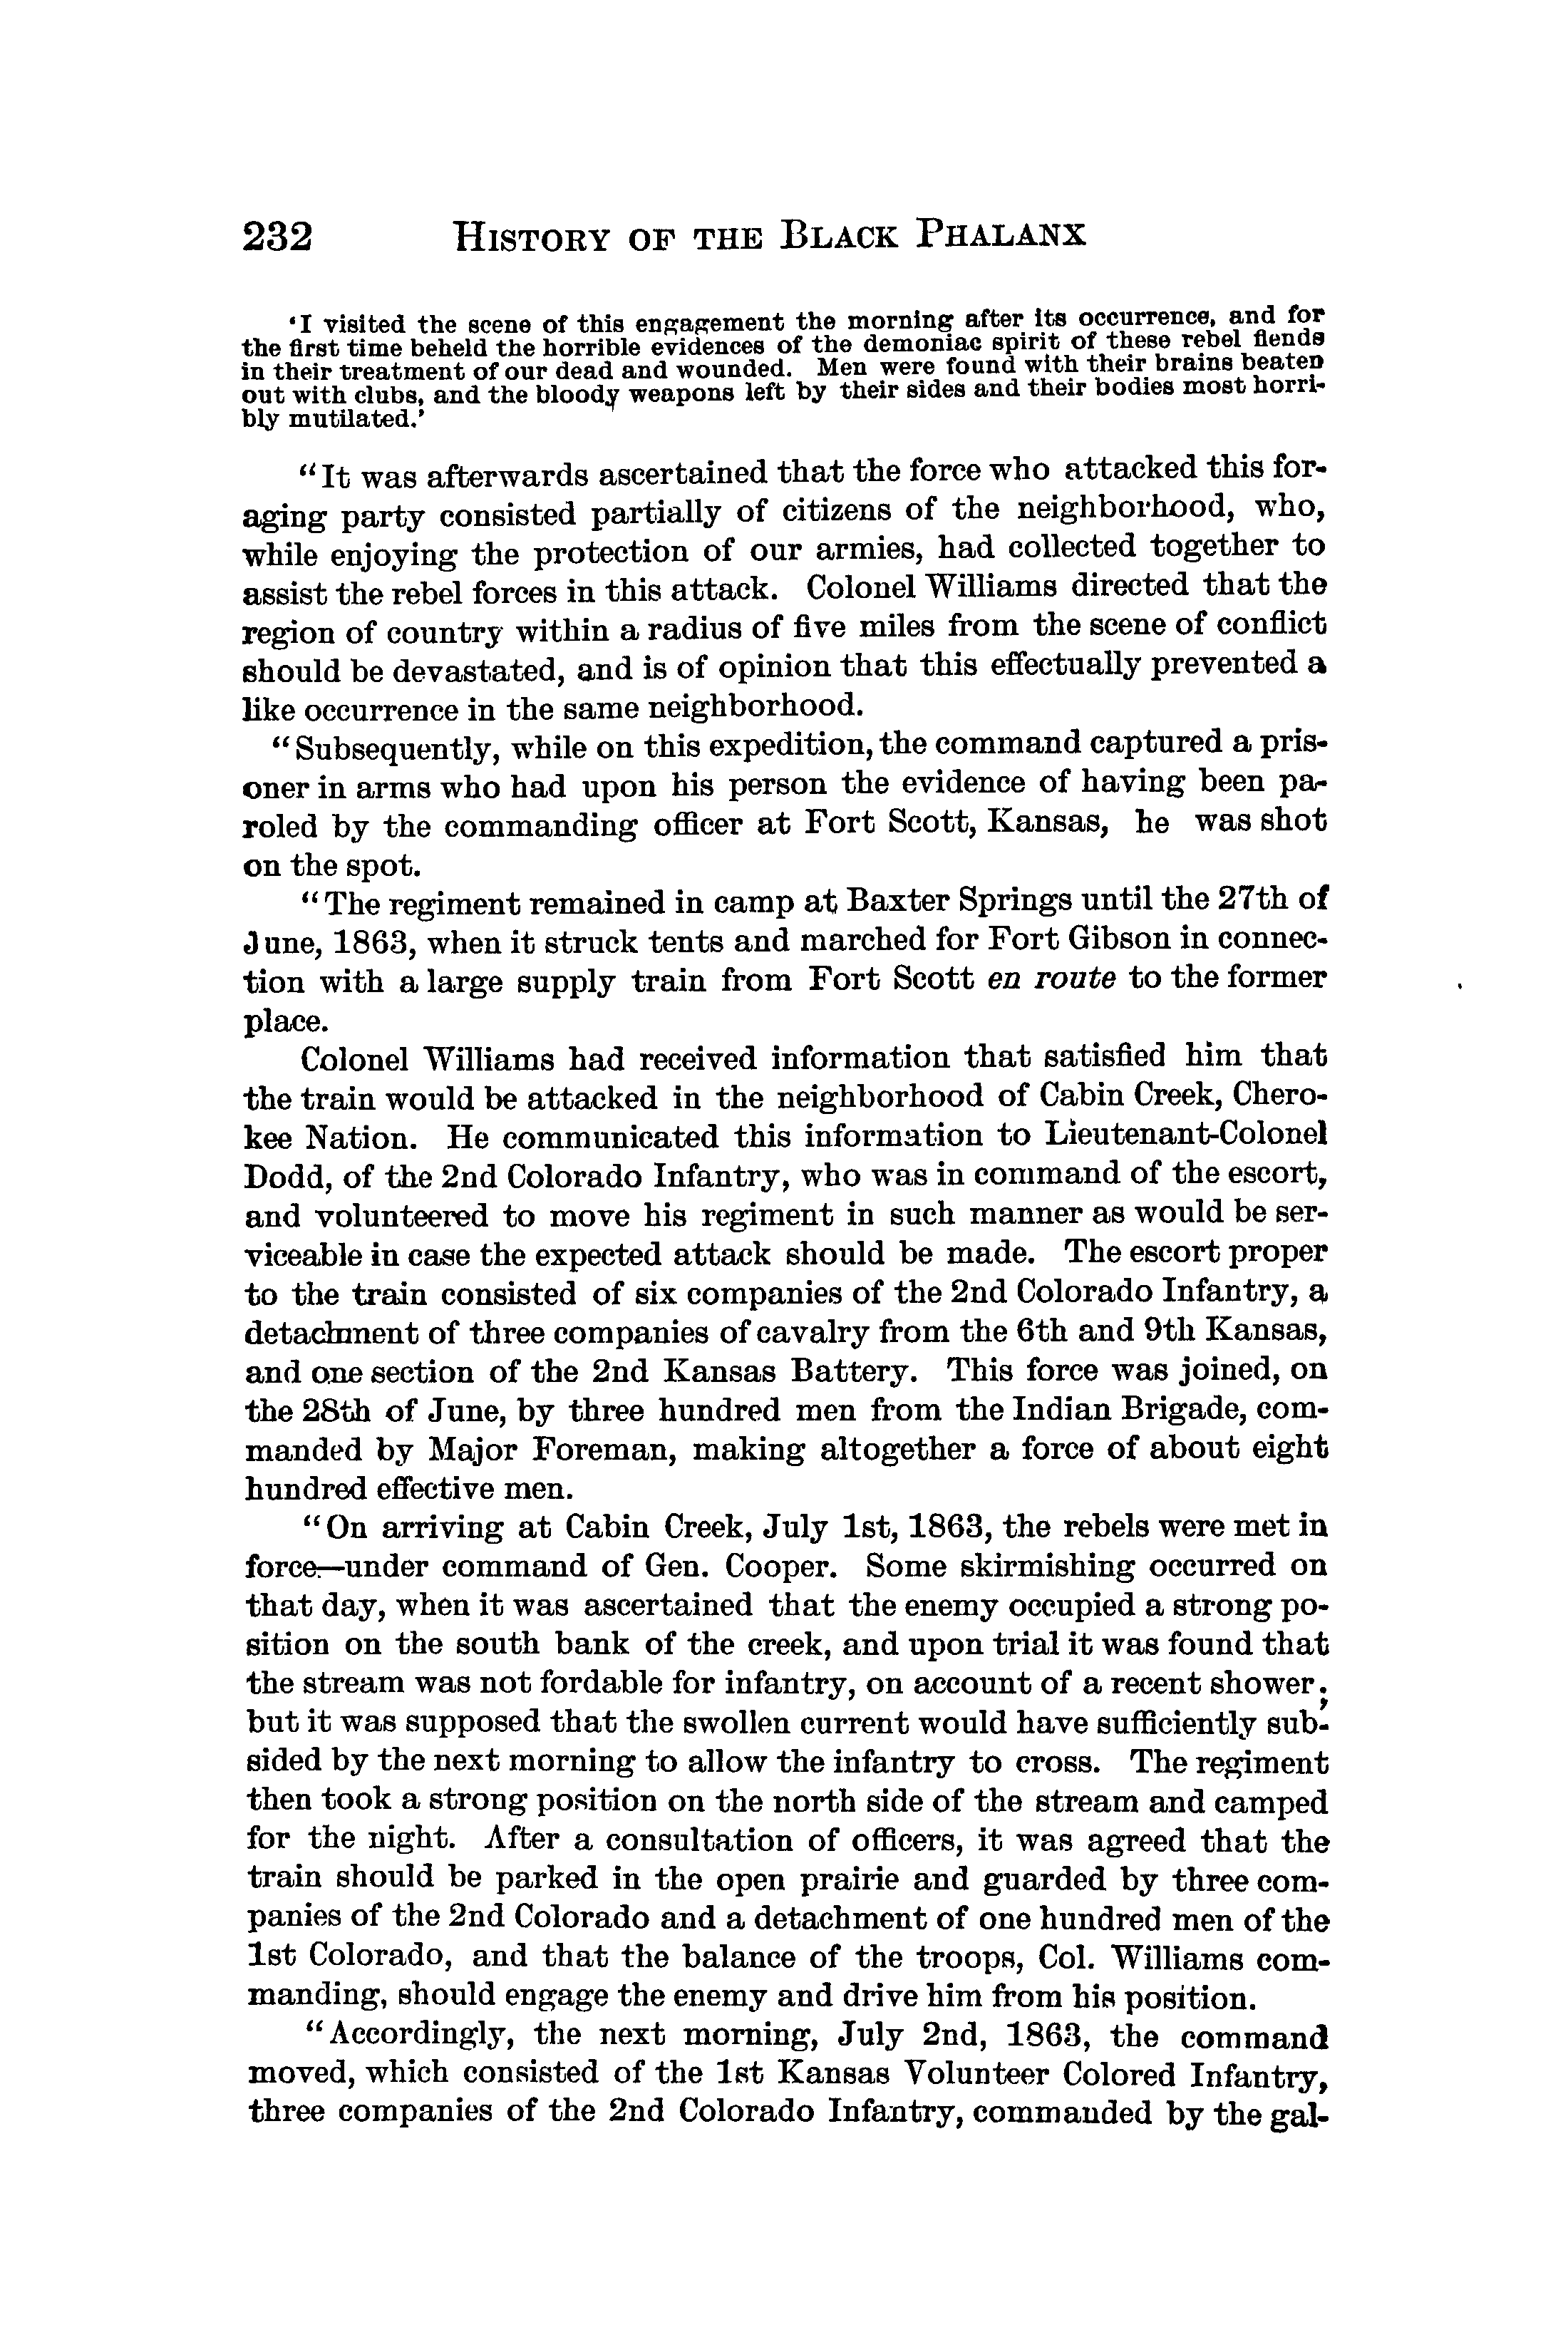 232 HISTORY OF THE BLACK PHALANX
‘I visited the scene of this engagement the morning after its occurrence, and for
the first time beheld the horrible evidences of the demoniac spirit of these rebel fiends
in their treatment of our dead and wounded. Men were found with their brains beaten
out with clubs, and the bloody weapons left by their sides and their bodies most horri-
bly mutilated.’
“It was afterwards ascertained that the force who attacked this for-
aging party consisted partially of citizens of the neighborhood, who,
while enjoying the protection of our armies, had collected together to
assist the rebel forces in this attack. Colonel Williams directed that the
region of country within a radius of five miles from the scene of conflict
should be devastated, and is of opinion that this effectually prevented a
like occurrence in the same neighborhood.
“Subsequently, while on this expedition, the command captured a pris-
oner in arms who had upon his person the evidence of having been pa-
roled by the commanding officer at Fort Scott, Kansas, he was shot
on the spot.
“The regiment remained in camp at Baxter Springs until the 27th of
June, 1863, when it struck tents and marched for Fort Gibson in connec-
tion with a large supply train from Fort Scott en route to the former
place.
Colonel Williams had received information that satisfied him that
the train would be attacked in the neighborhood of Cabin Creek, Chero-
kee Nation. He communicated this information to Lieutenant-Colonel
Dodd, of the 2nd Colorado Infantry, who was in command of the escort,
and volunteered to move his regiment in such manner as would be ser-
viceable in case the expected attack should be made. The escort proper
to the train consisted of six companies of the 2nd Colorado Infantry, a
detachment of three companies of cavalry from the 6th and 9th Kansas,
and one section of the 2nd Kansas Battery. This force was joined, on
the 28th of June, by three hundred men from the Indian Brigade, com-
manded by Major Foreman, making altogether a force of about eight
hundred effective men.
“On arriving at Cabin Creek, July 1st, 1863, the rebels were met in
force—under command of Gen. Cooper. Some skirmishing occurred on
that day, when it was ascertained that the enemy occupied a strong po-
sition on the south bank of the creek, and upon trial it was found that
the stream was not fordable for infantry, on account of a recent shower;
but it was supposed that the swollen current would have sufficiently sub-
sided by the next morning to allow the infantry to cross. The regiment
then took a strong position on the north side of the stream and camped
for the night. After a consultation of officers, it was agreed that the
train should be parked in the open prairie and guarded by three com-
panies of the 2nd Colorado and a detachment of one hundred men of the
1st Colorado, and that the balance of the troops, Col. Williams com-
manding, should engage the enemy and drive him from his position.
“Accordingly, the next morning, July 2nd, 1863, the command
moved, which consisted of the 1st Kansas Volunteer Colored Infantry,
three companies of the 2nd Colorado Infantry, commanded by the gal-